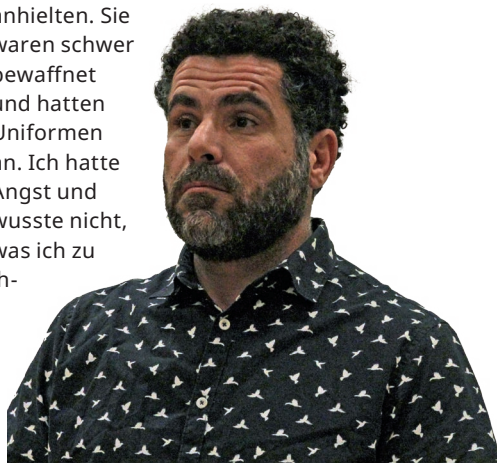 anhielten. Sie
waren schwer
bewaffnet
und hatten
Uniformen
an. Ich hatte
Angst und
wusste nicht,
was ich zu
h-